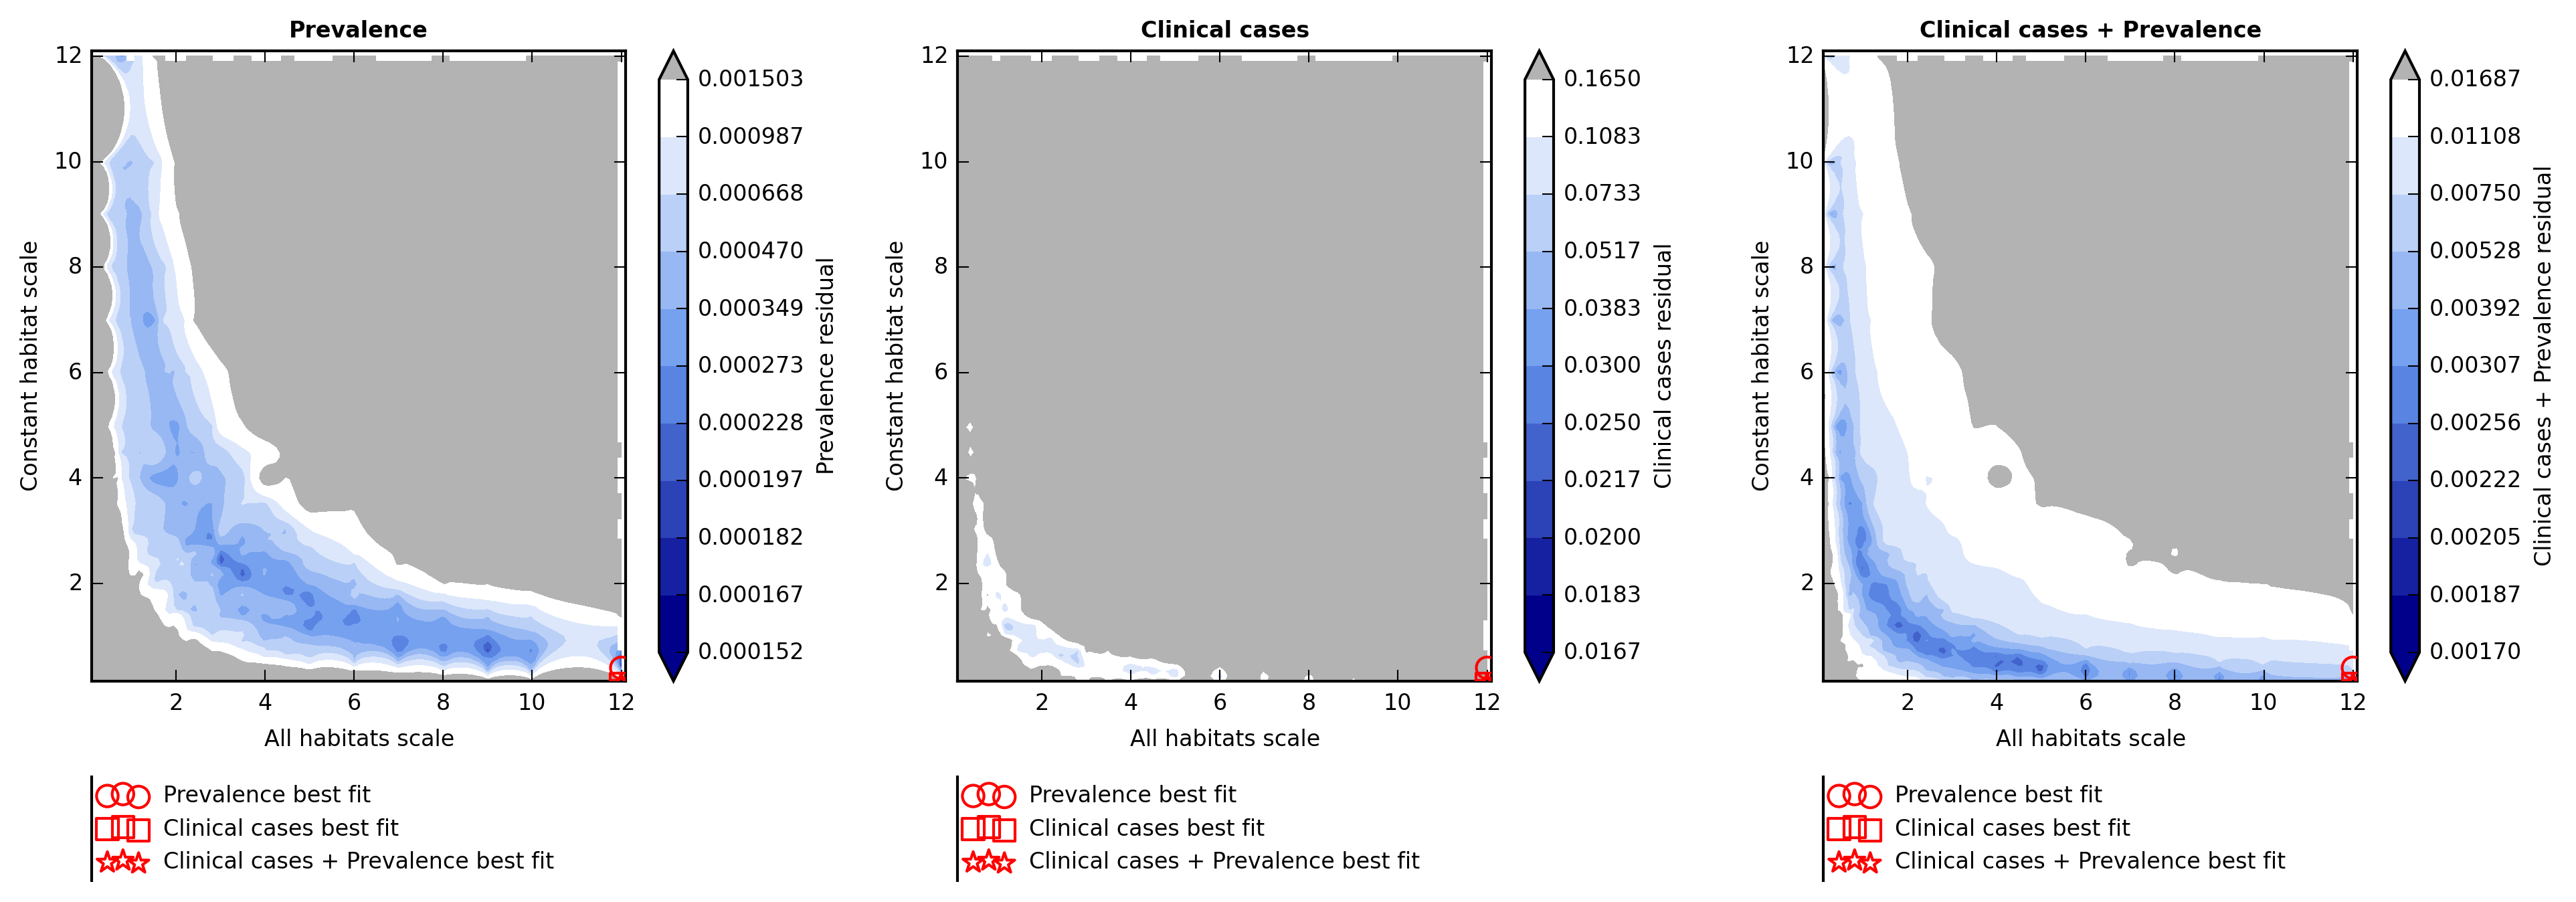 Prevalence
Constant habitat scale
12
10
8
6
4
2
2 4 6 8 10 12
All habitats scale
0.001503
0.000987
0.000668
0.000470
0.000349
0.000273
0.000228
0.000197
0.000182
0.000167
0.000152
Prevalence residual
Prevalence best fit
Clinical cases best fit
Clinical cases + Prevalence best fit
Clinical cases
Constant habitat scale
12
10
8
6
4
2
2 4 6 8 10 12
All habitats scale
0.1650
0.1083
0.0733
0.0517
0.0383
0.0300
0.0250
0.0217
0.0200
0.0183
0.0167
Clinical cases residual
Prevalence best fit
Clinical cases best fit
Clinical cases + Prevalence best fit
Clinical cases + Prevalence
Constant habitat scale
12
10
8
6
4
2
2 4 6 8 10 12
All habitats scale
0.01687
0.01108
0.00750
0.00528
0.00392
0.00307
0.00256
0.00222
0.00205
0.00187
0.00170
Clinical cases + Prevalence residual
Prevalence best fit
Clinical cases best fit
Clinical cases + Prevalence best fit